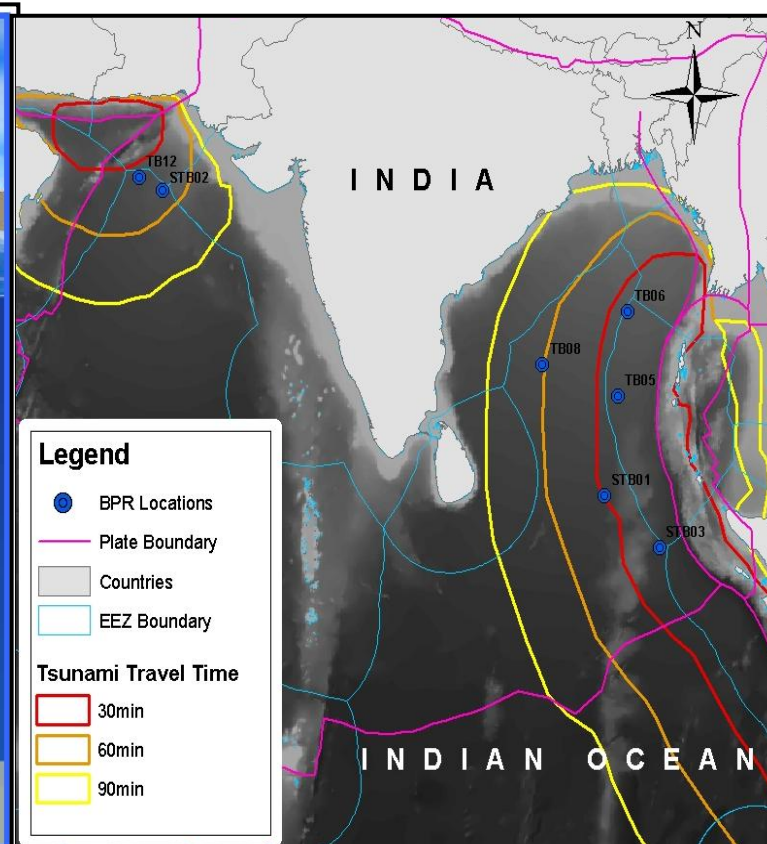 N
TB12
STB02
I N D I A
TB06
TB08
TB05
STB01
STB03
Legend
BPR Locations
Plate Boundary
Countries
EEZ Boundary
Tsunami Travel Time
30min
60min
90min
I N D I A N O C E A N